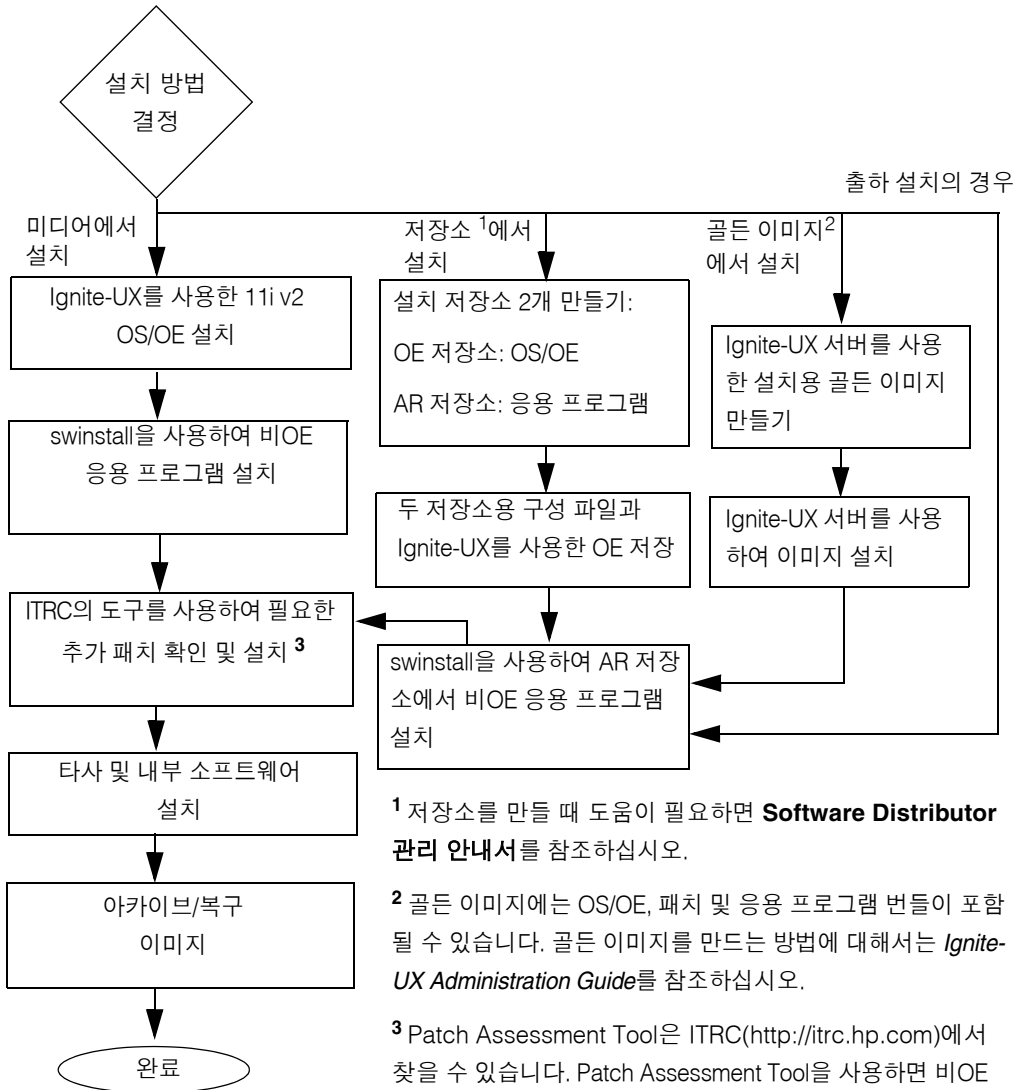 설치 방법
결정
출하 설치의 경우
미디어에서
설치
저장소 1에서
설치
골든 이미지2
에서 설치
Ignite-UX를 사용한 11i v2
OS/OE 설치
swinstall을 사용하여 비OE
응용 프로그램 설치
ITRC의 도구를 사용하여 필요한
추가 패치 확인 및 설치 3
타사 및 내부 소프트웨어
설치
아카이브/복구
이미지
완료
설치 저장소 2개 만들기:
OE 저장소: OS/OE
AR 저장소: 응용 프로그램
두 저장소용 구성 파일과
Ignite-UX를 사용한 OE 저장
swinstall을 사용하여 AR 저장
소에서 비OE 응용 프로그램
설치
Ignite-UX 서버를 사용
한 설치용 골든 이미지
만들기
Ignite-UX 서버를 사용
하여 이미지 설치
1 저장소를 만들 때 도움이 필요하면 Software Distributor
관리 안내서를 참조하십시오.
2 골든 이미지에는 OS/OE, 패치 및 응용 프로그램 번들이 포함
될 수 있습니다. 골든 이미지를 만드는 방법에 대해서는 Ignite-
UX Administration Guide를 참조하십시오.
3 Patch Assessment Tool은 ITRC(http://itrc.hp.com)에서
찾을 수 있습니다. Patch Assessment Tool을 사용하면 비OE